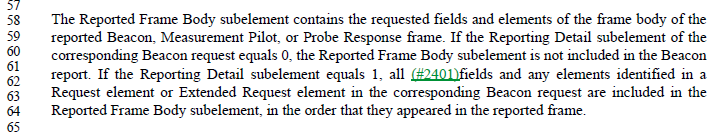 57
58 The Reported Frame Body subelement contains the requested fields and elements of the frame body of the
59 reported Beacon, Measurement Pilot, or Probe Response frame. If the Reporting Detail subelement of the
60 corresponding Beacon request equals 0, the Reported Frame Body subelement is not included in the Beacon
61
62 report. If the Reporting Detail subelement equals 1, all (#2401)fields and any elements identified in a
63 Request element or Extended Request element in the corresponding Beacon request are included in the
64 Reported Frame Body subelement, in the order that they appeared in the reported frame.
65